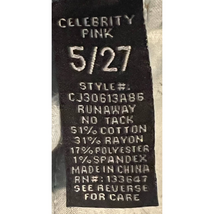 CELEBRITY
PINK
5/27
STYLE#:
CJ30613A86
RUNAWAY
NO TACK
51% COTTON
31% RAYON
17% POLYESTER
1% SPANDEX
MADE IN CHINA
RN#: 133647
SEE REVERSE
FOR CARE